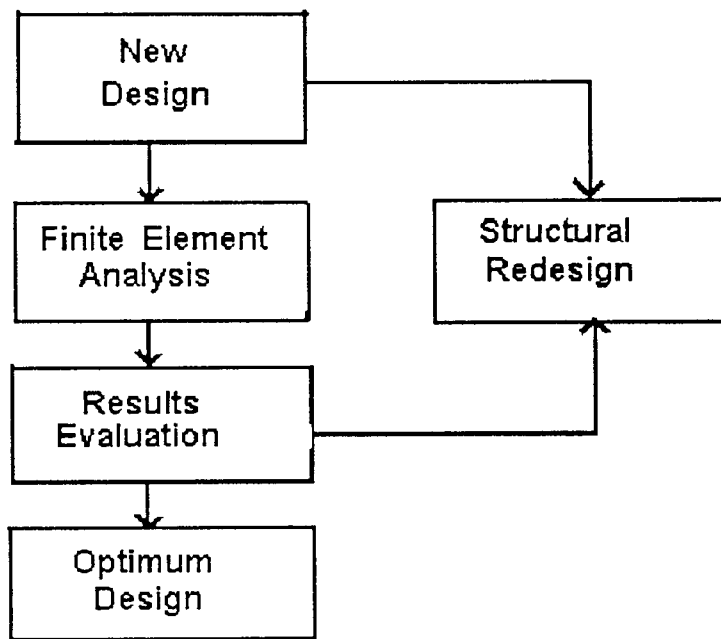 New
Design
Finite Element
Analysis
Structural
Redesign
Results
Evaluation
Optimum
Design